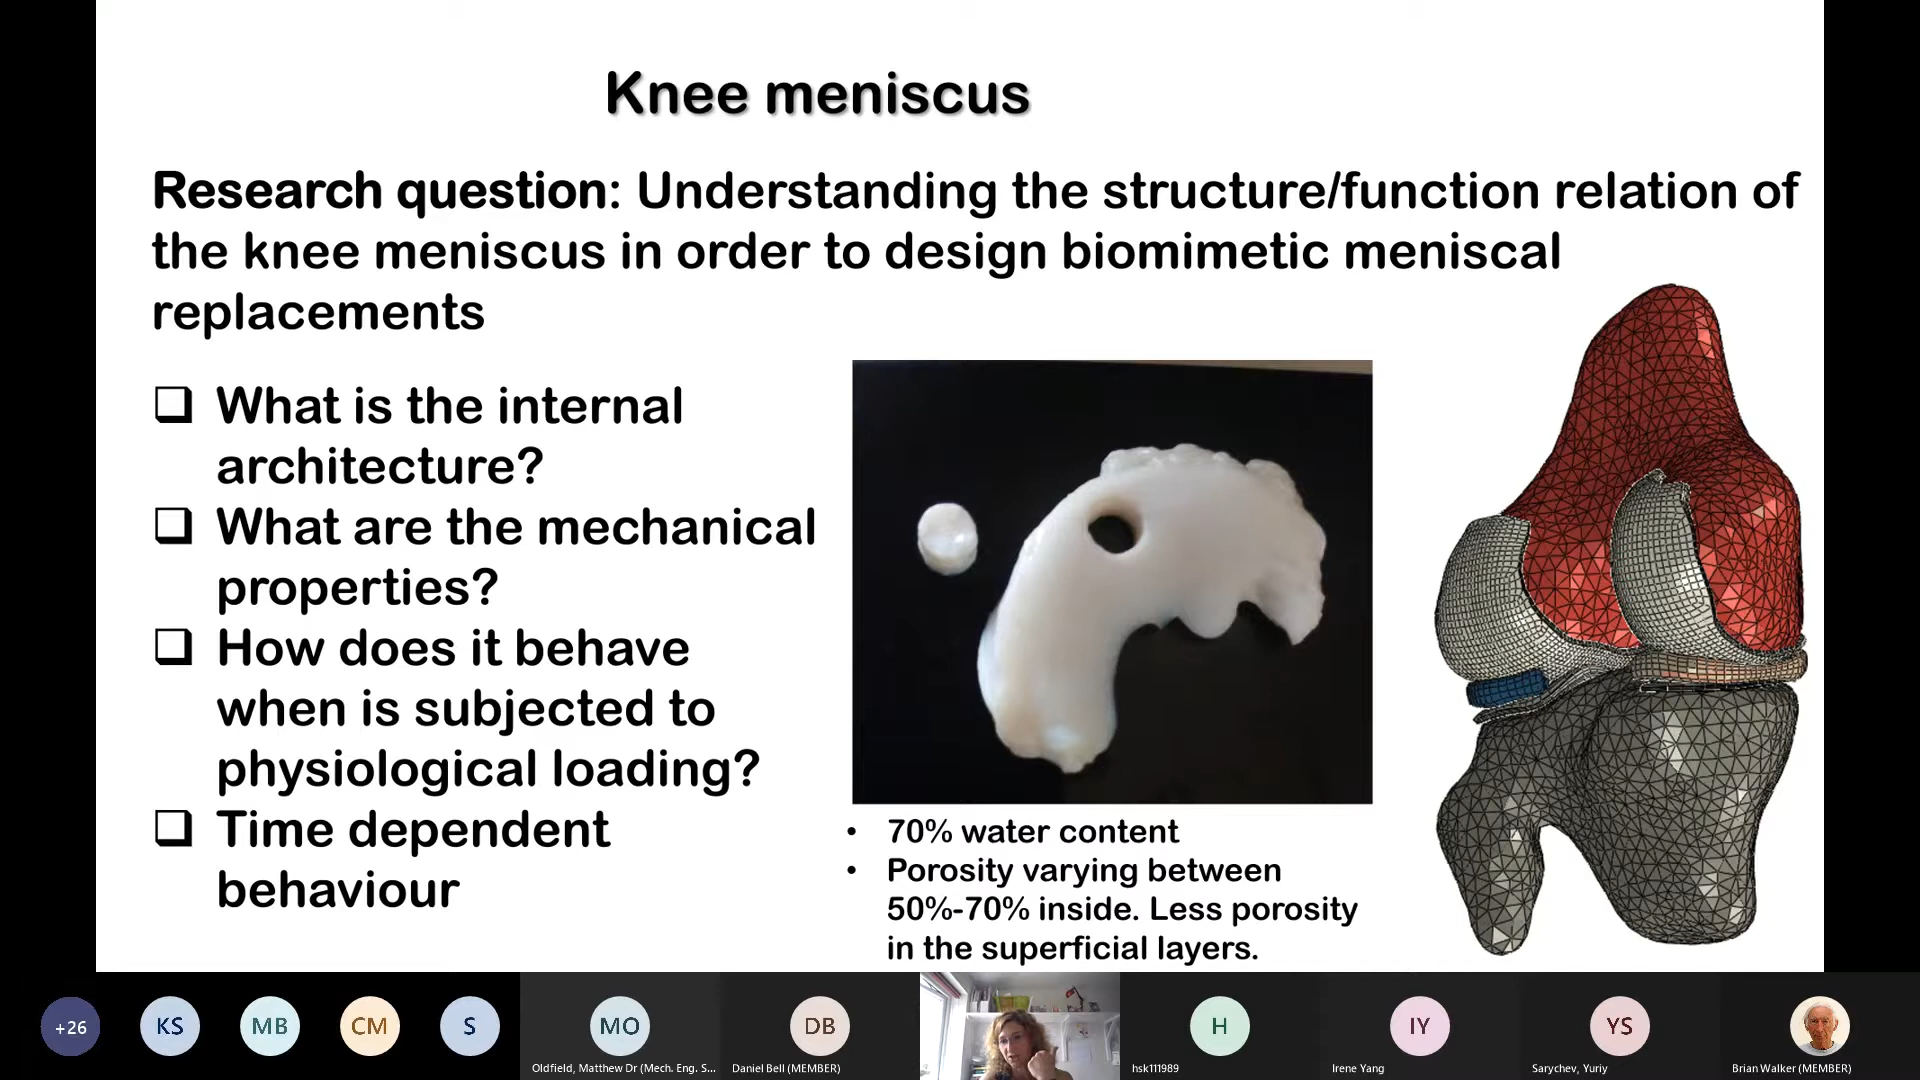 Knee meniscus
Research question: Understanding the structure/function relation of
the knee meniscus in order to design biomimetic meniscal
replacements
❑ What is the internal
architecture?
❑ What are the mechanical
properties?
❑ How does it behave
when is subjected to
physiological loading?
❑ Time dependent
behaviour
• 70% water content
• Porosity varying between
50%-70% inside. Less porosity
in the superficial layers.
+26
KS
MB
CM
S
MO
Oldfield, Matthew Dr (Mech. Eng. S...
DB
Daniel Bell (MEMBER)
H
hsk111989
IY
Irene Yang
YS
Sarychev, Yuriy
Brian Walker (MEMBER)